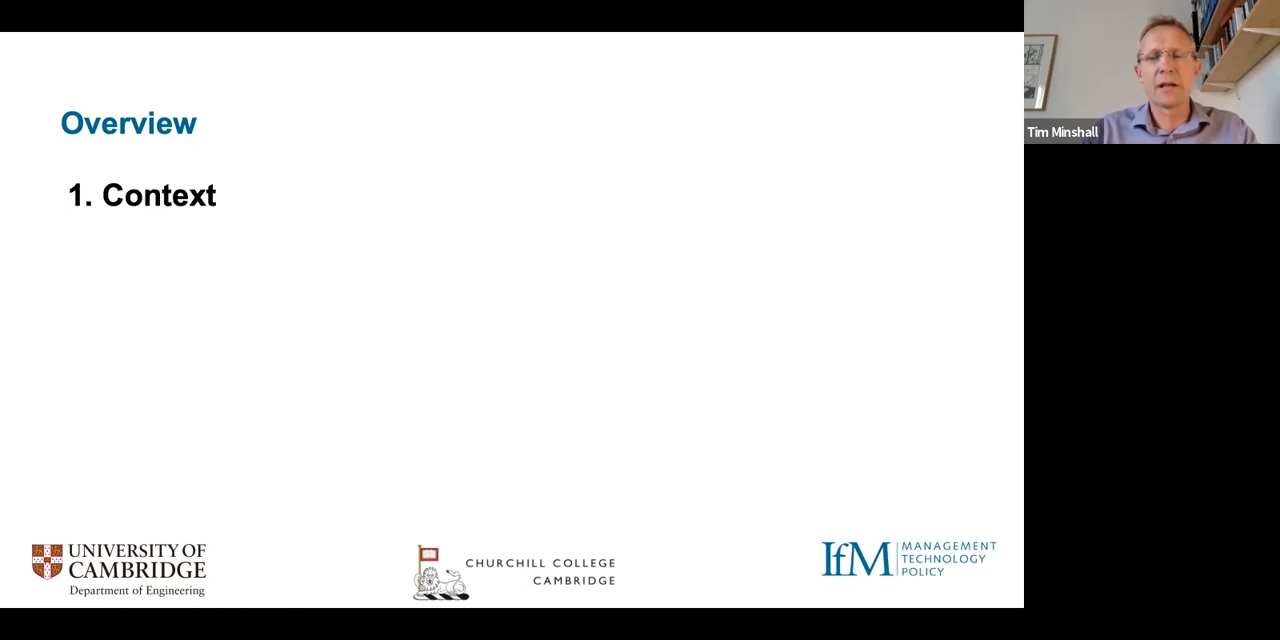 Overview
1. Context
Tim Minshall
UNIVERSITY OF
CAMBRIDGE
Department of Engineering
CHURCHILL COLLEGE
CAMBRIDGE
IfM
MANAGEMENT
TECHNOLOGY
POLICY